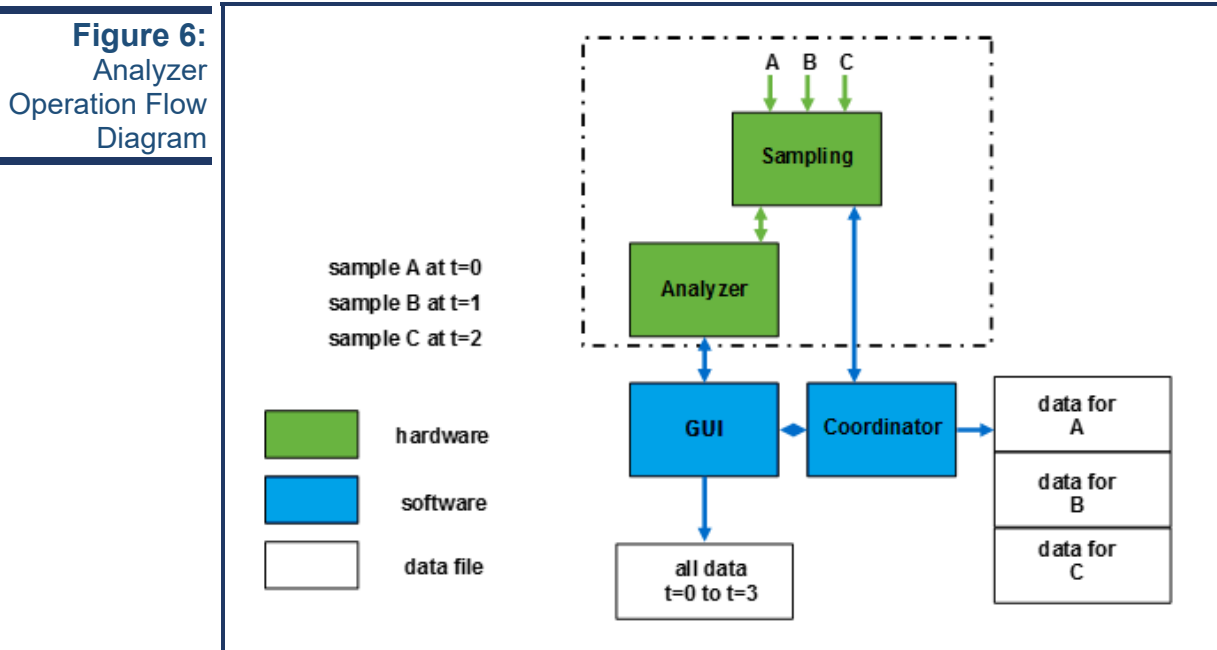 Figure 6:
Analyzer
Operation Flow
Diagram
A B C
Sampling
Analyzer
sample A at t=0
sample B at t=1
sample C at t=2
hardware
software
data file
GUI
Coordinator
data for
A
data for
B
data for
C
all data
t=0 to t=3